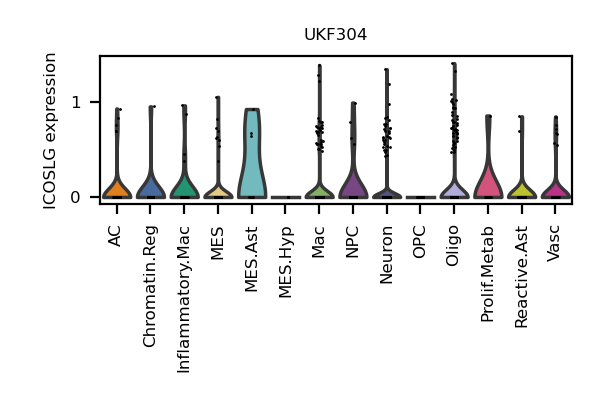 UKF304
ICOSLG expression
1
0
AC
Chromatin.Reg
Inflammatory.Mac
MES
MES.Ast
MES.Hyp
Mac
NPC
Neuron
OPC
Oligo
Prolif.Metab
Reactive.Ast
Vasc